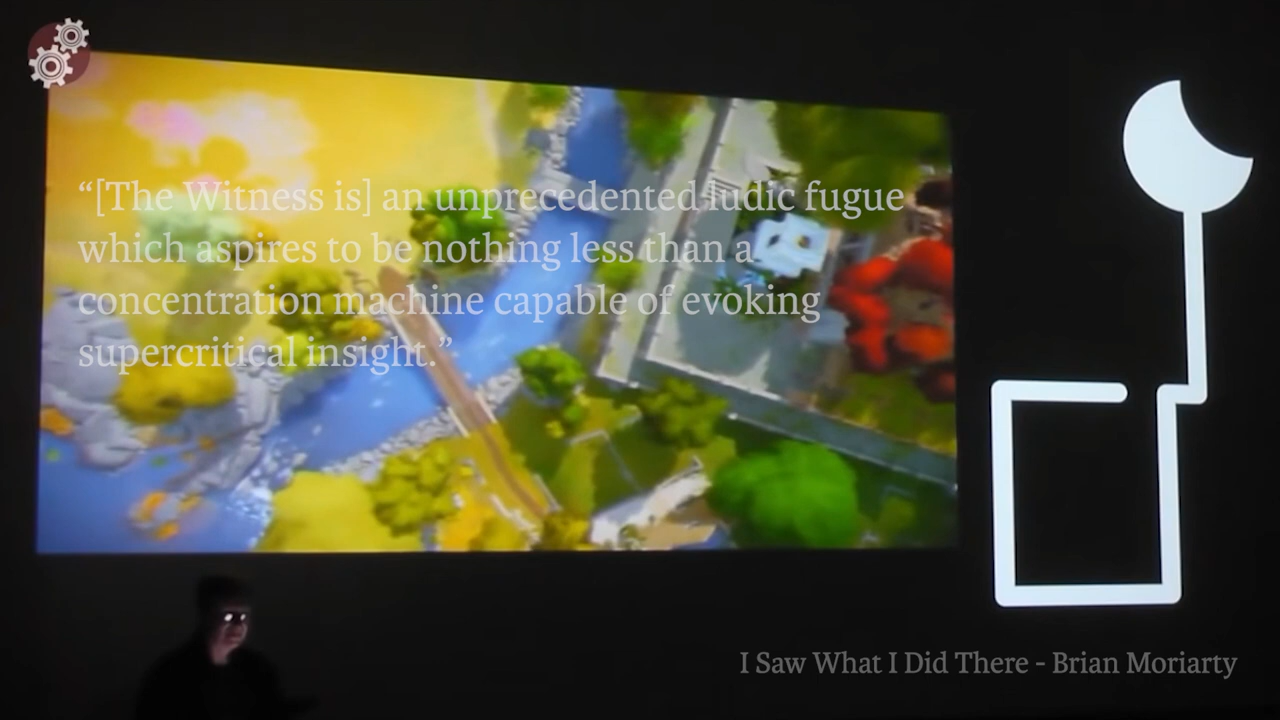 “[The Witness is] an unprecedented ludic fugue
which aspires to be nothing less than a
concentration machine capable of evoking
supercritical insight.”
I Saw What I Did There - Brian Moriarty